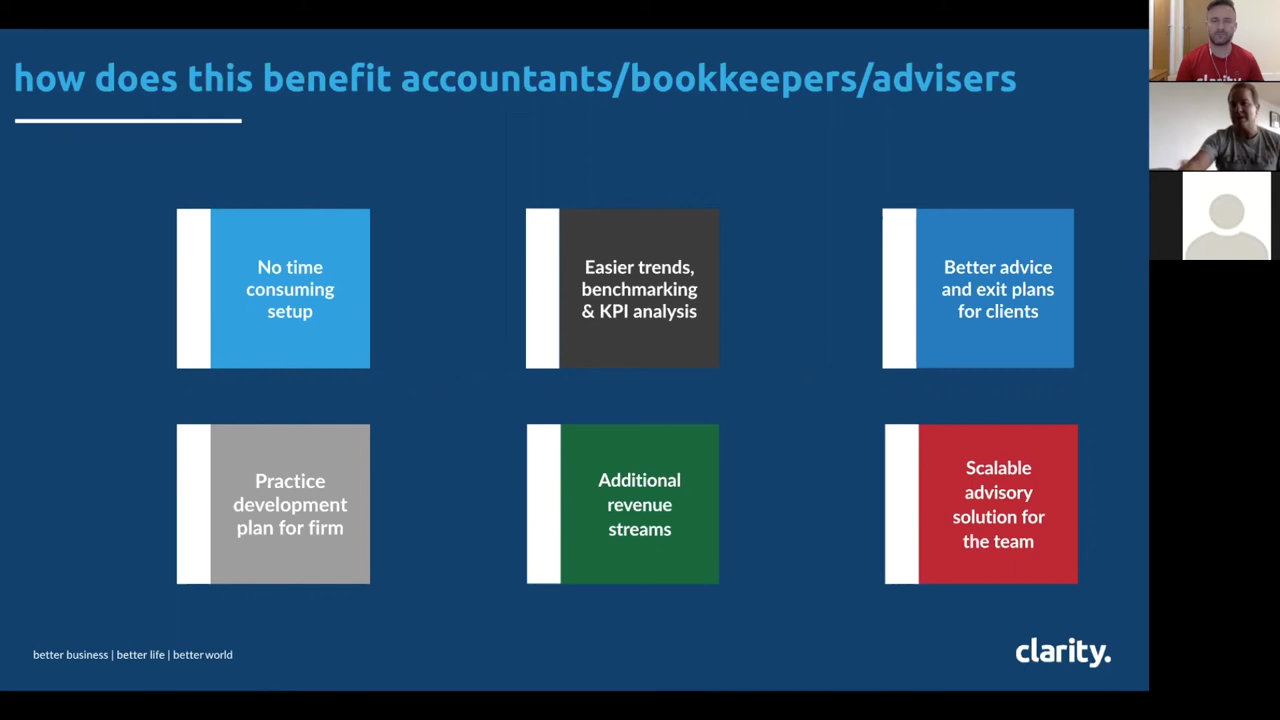 how does this benefit accountants/bookkeepers/advisers
No time
consuming
setup
Easier trends,
benchmarking
& KPI analysis
Better advice
and exit plans
for clients
Practice
development
plan for firm
Additional
revenue
streams
Scalable
advisory
solution for
the team
better business | better life | better world
clarity.
clarity.